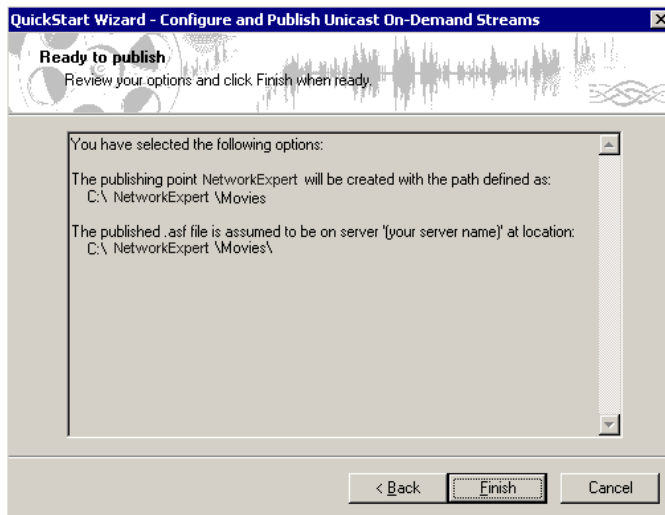 QuickStart Wizard - Configure and Publish Unicast On-Demand Streams
Ready to publish
Review your options and click Finish when ready.
You have selected the following options:
The publishing point NetworkExpert will be created with the path defined as:
C:\ NetworkExpert \Movies
The published .asf file is assumed to be on server '(your server name)' at location:
C:\ NetworkExpert \Movies\
< Back
Finish
Cancel